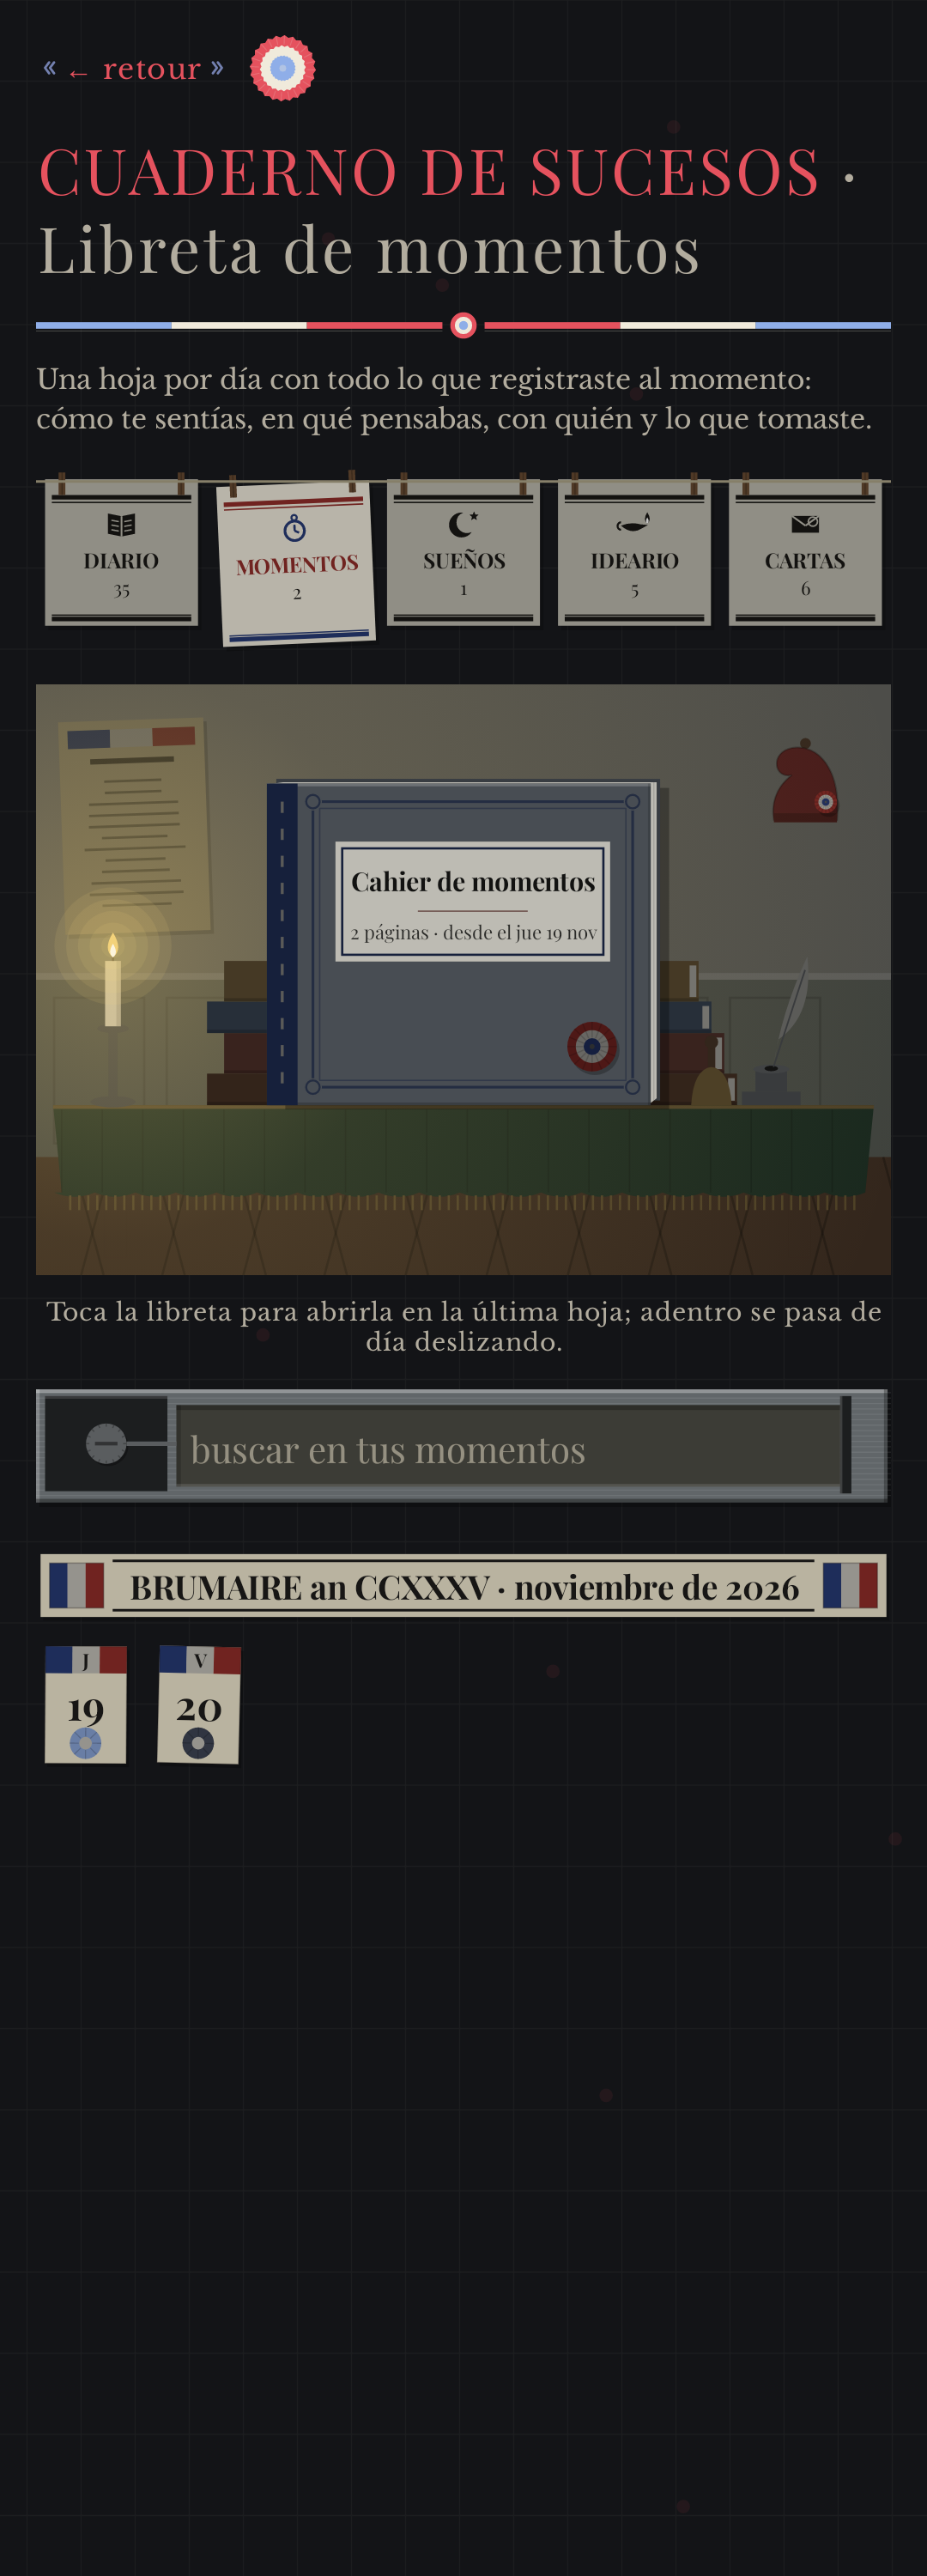 « ← retour »
CUADERNO DE SUCESOS ·
Libreta de momentos
Una hoja por día con todo lo que registraste al momento:
cómo te sentías, en qué pensabas, con quién y lo que tomaste.
DIARIO
35
MOMENTOS
2
SUEÑOS
1
IDEARIO
5
CARTAS
6
Cahier de momentos
2 páginas · desde el jue 19 nov
Toca la libreta para abrirla en la última hoja; adentro se pasa de
día deslizando.
buscar en tus momentos
BRUMAIRE an CCXXXV · noviembre de 2026
J
19
V
20